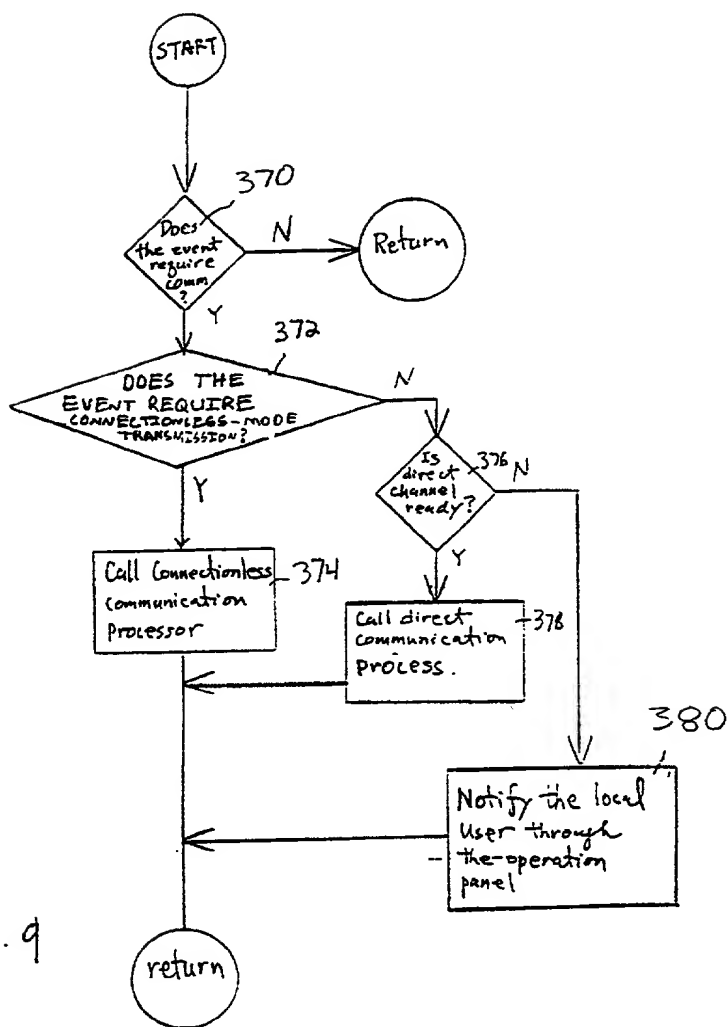 START
370
Does
the event
require
comm
?
N
Return
Y
372
DOES THE
EVENT REQUIRE
CONNECTIONLESS-MODE
TRANSMISSION?
N
Y
376
Is
direct
channel
ready?
N
Y
Call Connectionless
communication
Processor
374
Call direct
communication
process.
378
380
Notify the local
user through
the operation
panel
. 9
return